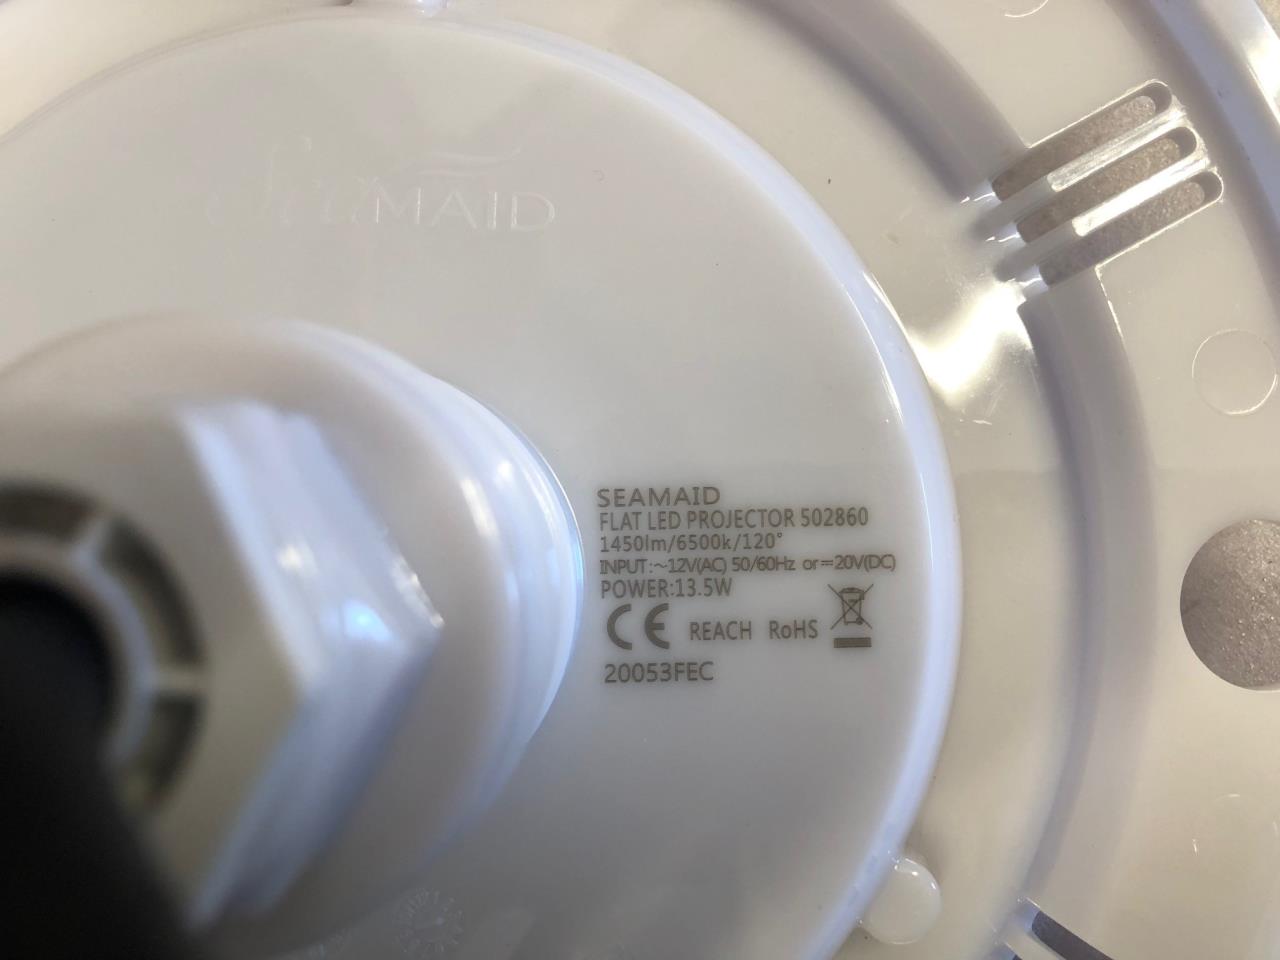 SeaMAID
SEAMAID
FLAT LED PROJECTOR 502860
1450lm/6500k/120°
INPUT:~12V(AC) 50/60Hz or⎓20V(DC)
POWER:13.5W
CE REACH RoHS
20053FEC